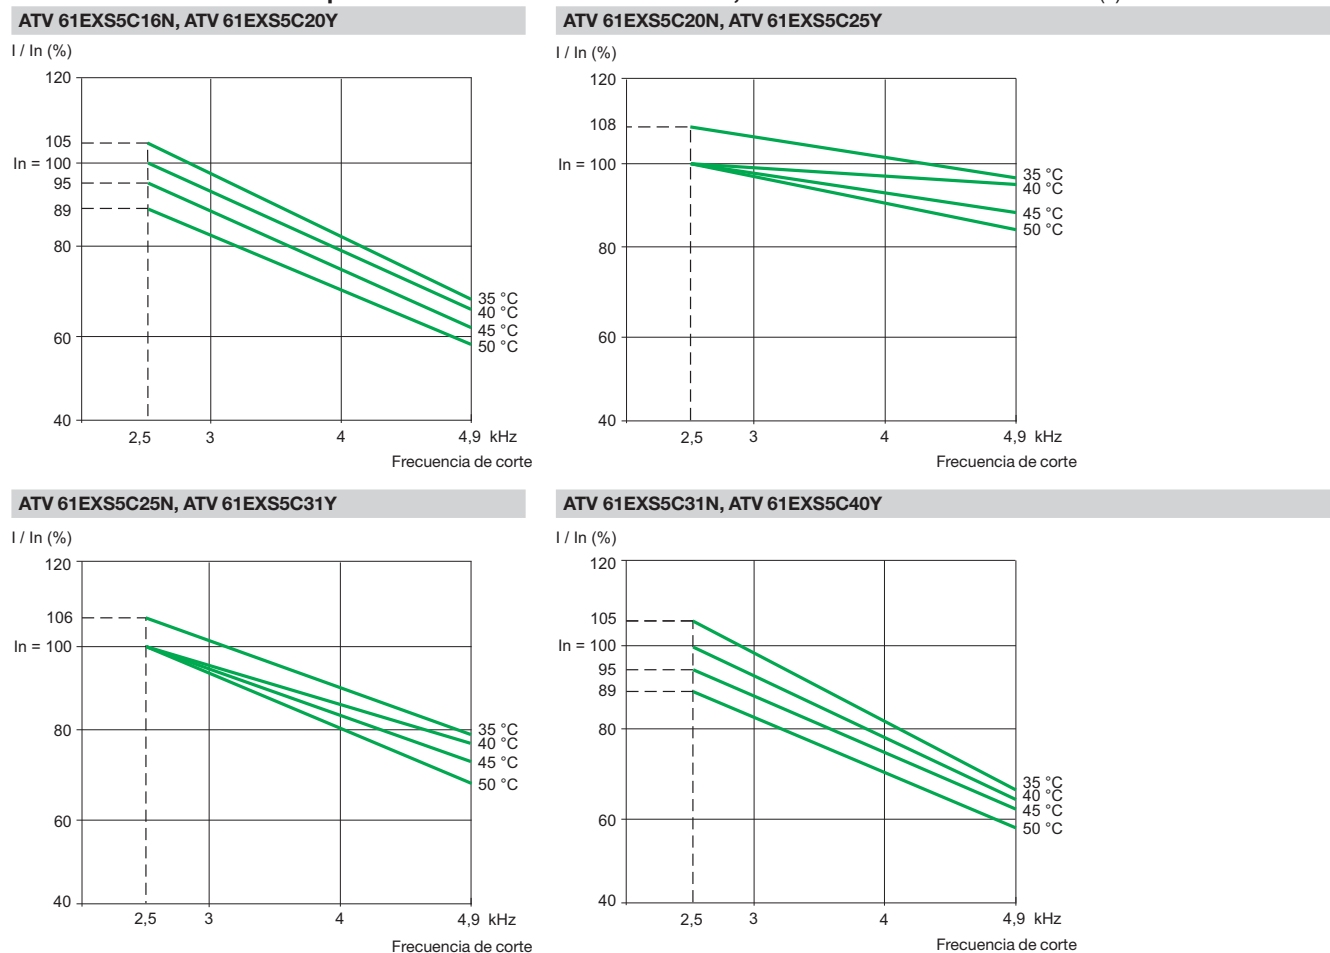 ATV 61EXS5C16N, ATV 61EXS5C20Y
I / In (%)
120
105
In = 100
95
89
80
60
40
35 °C
40 °C
45 °C
50 °C
2,5 3 4 4,9 kHz
Frecuencia de corte
ATV 61EXS5C20N, ATV 61EXS5C25Y
I / In (%)
120
108
In = 100
80
60
40
35 °C
40 °C
45 °C
50 °C
2,5 3 4 4,9 kHz
Frecuencia de corte
ATV 61EXS5C25N, ATV 61EXS5C31Y
I / In (%)
120
106
In = 100
80
60
40
35 °C
40 °C
45 °C
50 °C
2,5 3 4 4,9 kHz
Frecuencia de corte
ATV 61EXS5C31N, ATV 61EXS5C40Y
I / In (%)
120
105
In = 100
95
89
80
60
40
35 °C
40 °C
45 °C
50 °C
2,5 3 4 4,9 kHz
Frecuencia de corte